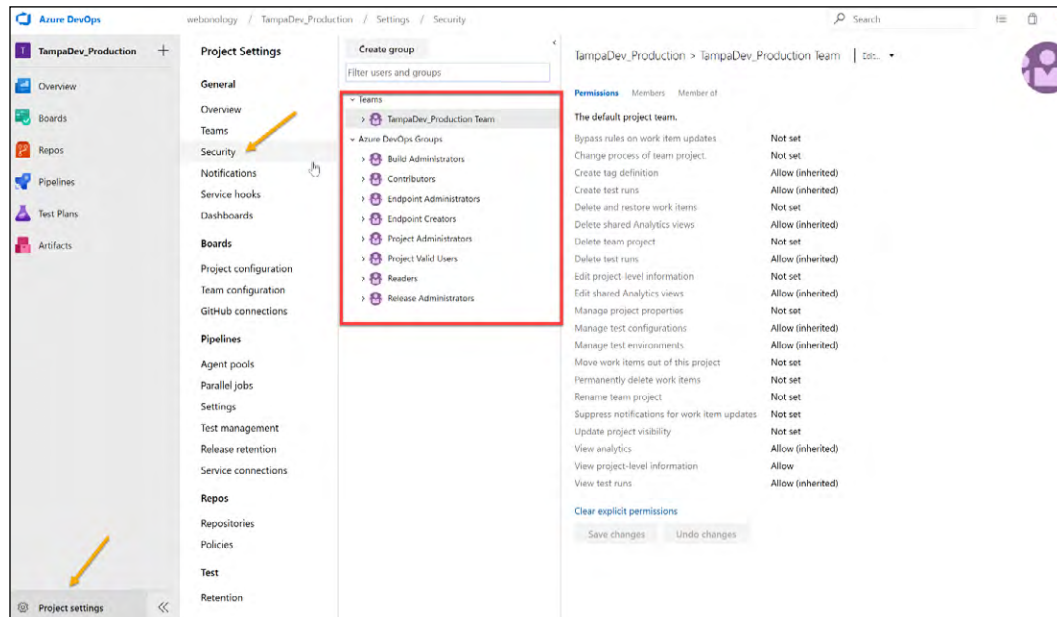 Azure DevOps
webonology / TampaDev_Production / Settings / Security
Search
T TampaDev_Production +
Overview
Boards
Repos
Pipelines
Test Plans
Artifacts
Project settings
Project Settings
General
Overview
Teams
Security
Notifications
Service hooks
Dashboards
Boards
Project configuration
Team configuration
GitHub connections
Pipelines
Agent pools
Parallel jobs
Settings
Test management
Release retention
Service connections
Repos
Repositories
Policies
Test
Retention
Create group
Filter users and groups
Teams
TampaDev_Production Team
Azure DevOps Groups
Build Administrators
Contributors
Endpoint Administrators
Endpoint Creators
Project Administrators
Project Valid Users
Readers
Release Administrators
TampaDev_Production > TampaDev_Production Team | Edit...
Permissions Members Member of
The default project team.
Bypass rules on work item updates Not set
Change process of team project. Not set
Create tag definition Allow (inherited)
Create test runs Allow (inherited)
Delete and restore work items Not set
Delete shared Analytics views Allow (inherited)
Delete team project Not set
Delete test runs Allow (inherited)
Edit project-level information Not set
Edit shared Analytics views Allow (inherited)
Manage project properties Not set
Manage test configurations Allow (inherited)
Manage test environments Allow (inherited)
Move work items out of this project Not set
Permanently delete work items Not set
Rename team project Not set
Suppress notifications for work item updates Not set
Update project visibility Not set
View analytics Allow (inherited)
View project-level information Allow
View test runs Allow (inherited)
Clear explicit permissions
Save changes Undo changes